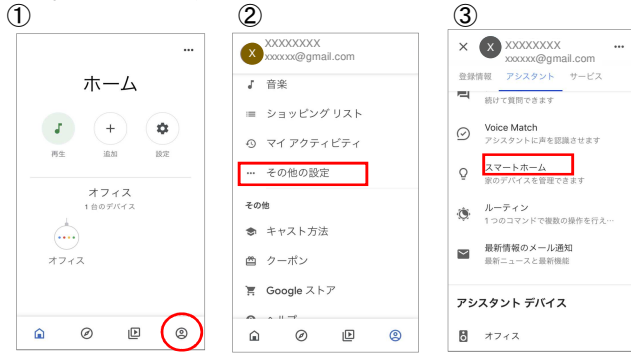 ①
ホーム
再生
追加
設定
オフィス
1 台のデバイス
オフィス
②
X
XXXXXXXX
xxxxxx@gmail.com
音楽
ショッピング リスト
マイ アクティビティ
その他の設定
その他
キャスト方法
クーポン
Google ストア
③
X
XXXXXXXX
xxxxxx@gmail.com
登録情報 アシスタント サービス
続けて質問できます
Voice Match
アシスタントに声を認識させます
スマートホーム
家のデバイスを管理できます
ルーティン
1 つのコマンドで複数の操作を行え…
最新情報のメール通知
最新ニュースと最新機能
アシスタント デバイス
オフィス